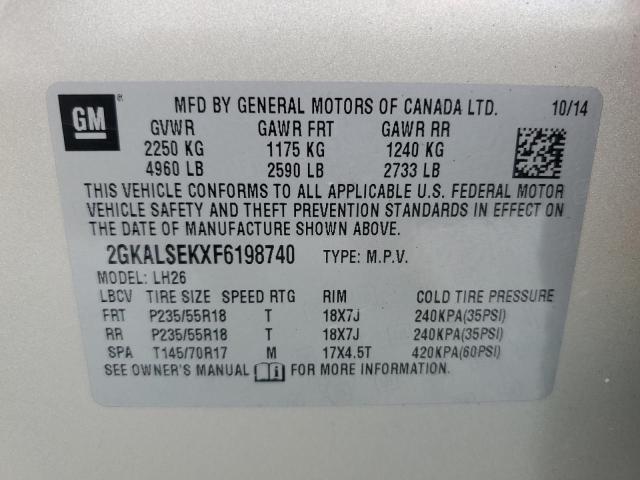 GM ® MFD BY GENERAL MOTORS OF CANADA LTD. 10/14
GVWR GAWR FRT GAWR RR
2250 KG 1175 KG 1240 KG
4960 LB 2590 LB 2733 LB
THIS VEHICLE CONFORMS TO ALL APPLICABLE U.S. FEDERAL MOTOR
VEHICLE SAFETY AND THEFT PREVENTION STANDARDS IN EFFECT ON
THE DATE OF MANUFACTURE SHOWN ABOVE.
2GKALSEKXF6198740 TYPE: M.P.V.
MODEL: LH26
LBCV TIRE SIZE SPEED RTG RIM COLD TIRE PRESSURE
FRT P235/55R18 T 18X7J 240KPA(35PSI)
RR P235/55R18 T 18X7J 240KPA(35PSI)
SPA T145/70R17 M 17X4.5T 420KPA(60PSI)
SEE OWNER'S MANUAL FOR MORE INFORMATION.